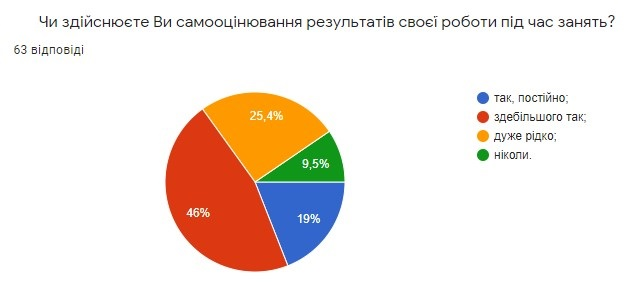 Чи здійснюєте Ви самооцінювання результатів своєї роботи під час занять?
63 відповіді
так, постійно;
здебільшого так;
дуже рідко;
ніколи.
25,4%
9,5%
46%
19%